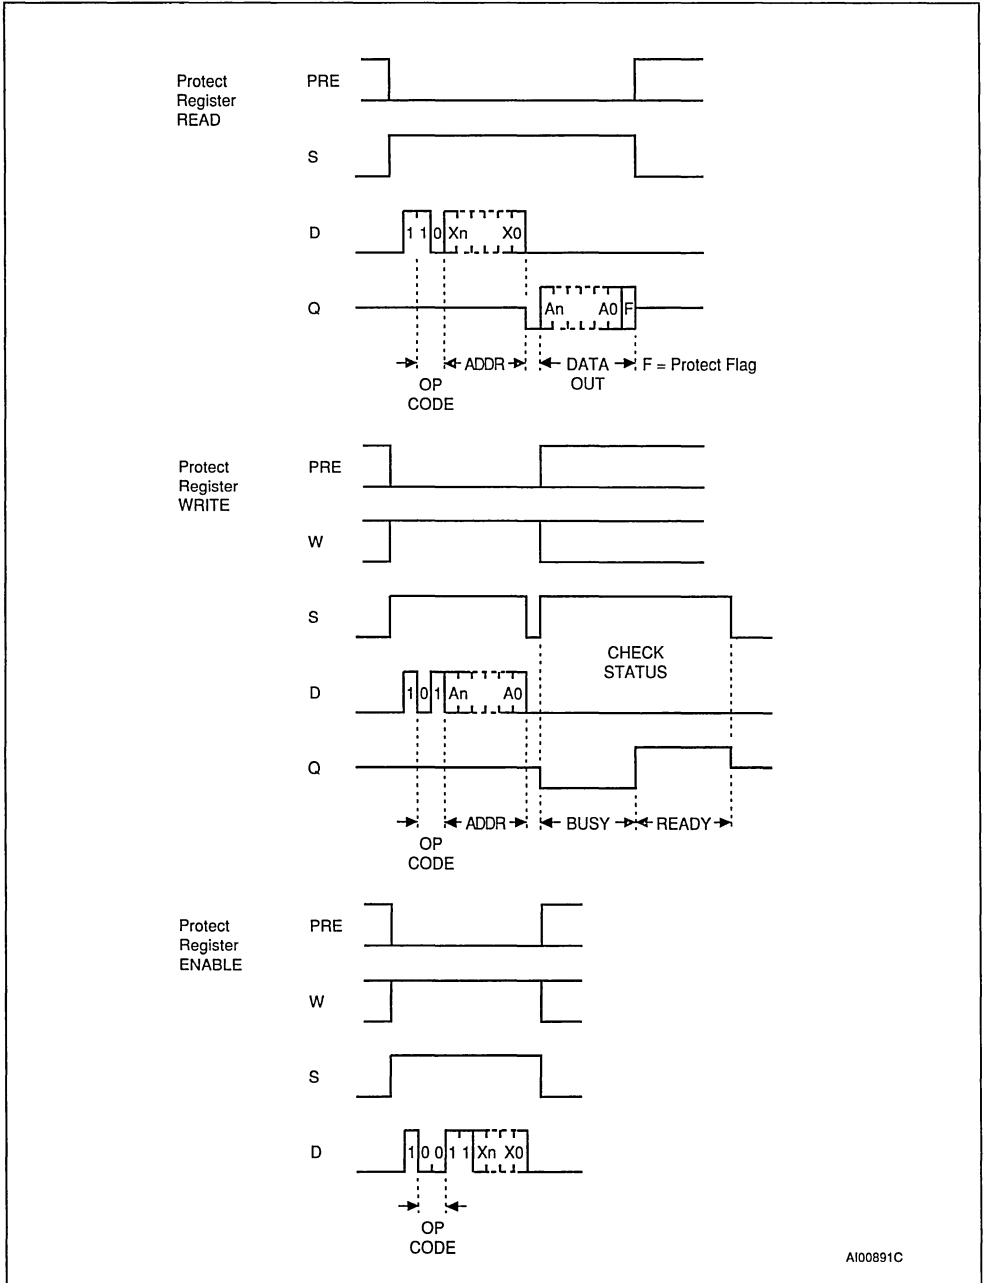 Protect
Register
READ
PRE
S
D
1 1 0 Xn X0
Q
An A0 F
ADDR
DATA
OUT
F = Protect Flag
OP
CODE
Protect
Register
WRITE
PRE
W
S
CHECK
STATUS
D
1 0 1 An A0
Q
ADDR
BUSY
READY
OP
CODE
Protect
Register
ENABLE
PRE
W
S
D
1 0 0 1 1 Xn X0
OP
CODE
AI00891C